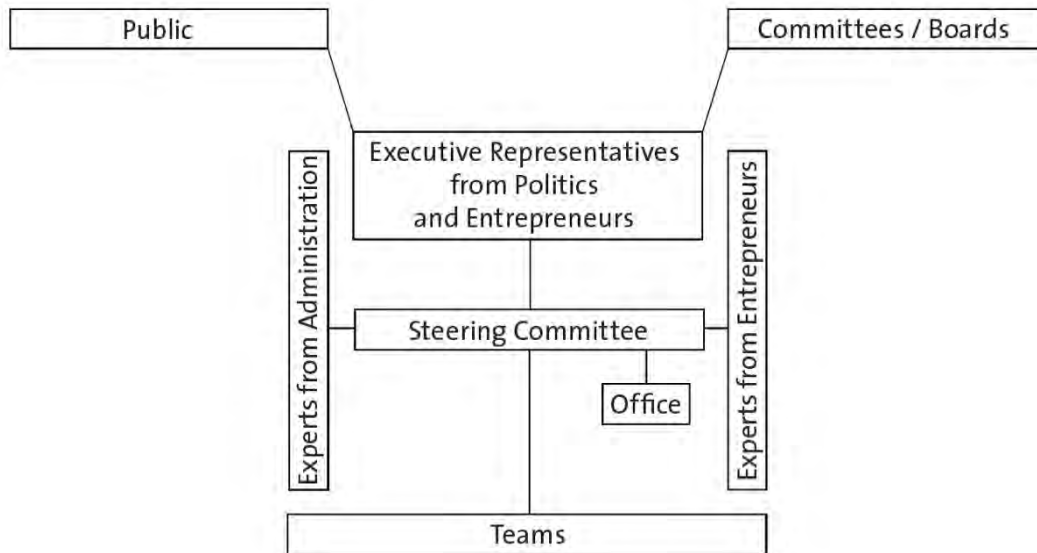 Public
Committees / Boards
Executive Representatives
from Politics
and Entrepreneurs
Experts from Administration
Steering Committee
Experts from Entrepreneurs
Office
Teams